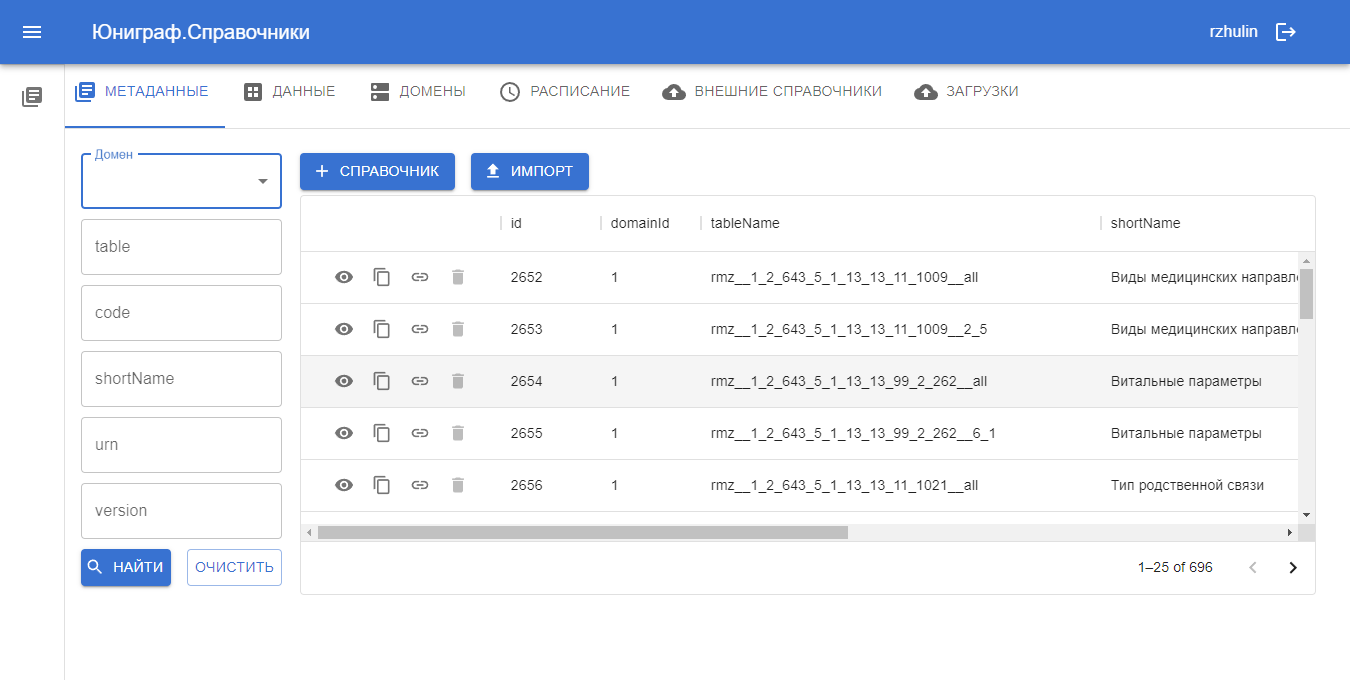 Юниграф.Справочники
rzhulin
МЕТАДАННЫЕ ДАННЫЕ ДОМЕНЫ РАСПИСАНИЕ ВНЕШНИЕ СПРАВОЧНИКИ ЗАГРУЗКИ
Домен
table
code
shortName
urn
version
НАЙТИ ОЧИСТИТЬ
СПРАВОЧНИК ИМПОРТ
id domainId tableName shortName
2652 1 rmz__1_2_643_5_1_13_13_11_1009__all Виды медицинских направл
2653 1 rmz__1_2_643_5_1_13_13_11_1009__2_5 Виды медицинских направл
2654 1 rmz__1_2_643_5_1_13_13_99_2_262__all Витальные параметры
2655 1 rmz__1_2_643_5_1_13_13_99_2_262__6_1 Витальные параметры
2656 1 rmz__1_2_643_5_1_13_13_11_1021__all Тип родственной связи
1–25 of 696